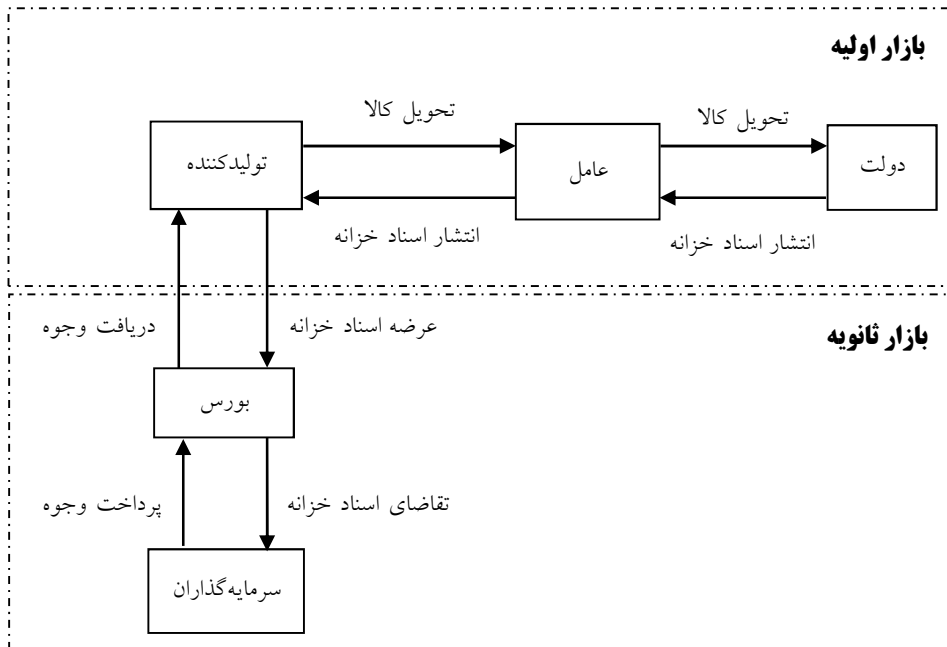 بازار اولیه
تحویل کالا
تحویل کالا
دولت
عامل
تولیدکننده
انتشار اسناد خزانه
انتشار اسناد خزانه
بازار ثانویه
عرضه اسناد خزانه
دریافت وجوه
بورس
تقاضای اسناد خزانه
پرداخت وجوه
سرمایه‌گذاران